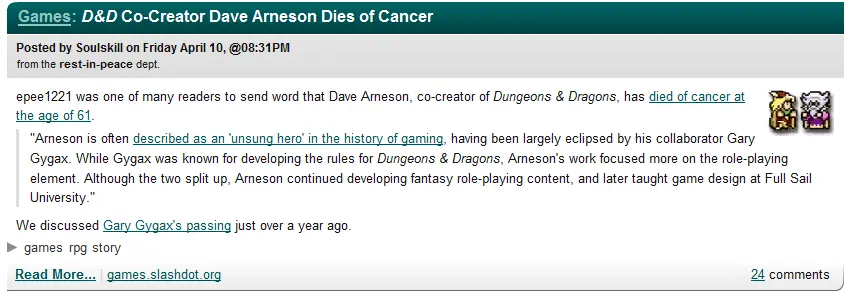 Games: D&D Co-Creator Dave Arneson Dies of Cancer
Posted by Soulskill on Friday April 10, @08:31PM
from the rest-in-peace dept.
epee1221 was one of many readers to send word that Dave Arneson, co-creator of Dungeons & Dragons, has died of cancer at
the age of 61.
"Arneson is often described as an 'unsung hero' in the history of gaming, having been largely eclipsed by his collaborator Gary
Gygax. While Gygax was known for developing the rules for Dungeons & Dragons, Arneson's work focused more on the role-playing
element. Although the two split up, Arneson continued developing fantasy role-playing content, and later taught game design at Full Sail
University."
We discussed Gary Gygax's passing just over a year ago.
games rpg story
Read More... | games.slashdot.org 24 comments